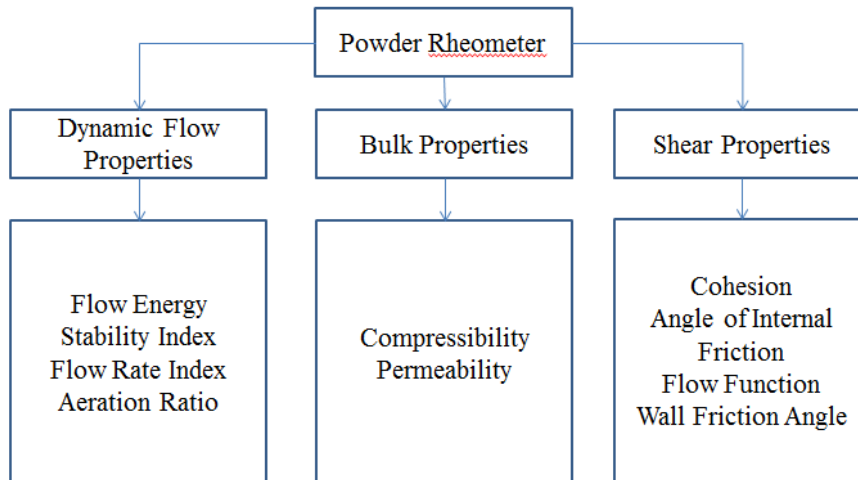 Powder Rheometer
Dynamic Flow
Properties
Bulk Properties
Shear Properties
Flow Energy
Stability Index
Flow Rate Index
Aeration Ratio
Compressibility
Permeability
Cohesion
Angle of Internal
Friction
Flow Function
Wall Friction Angle